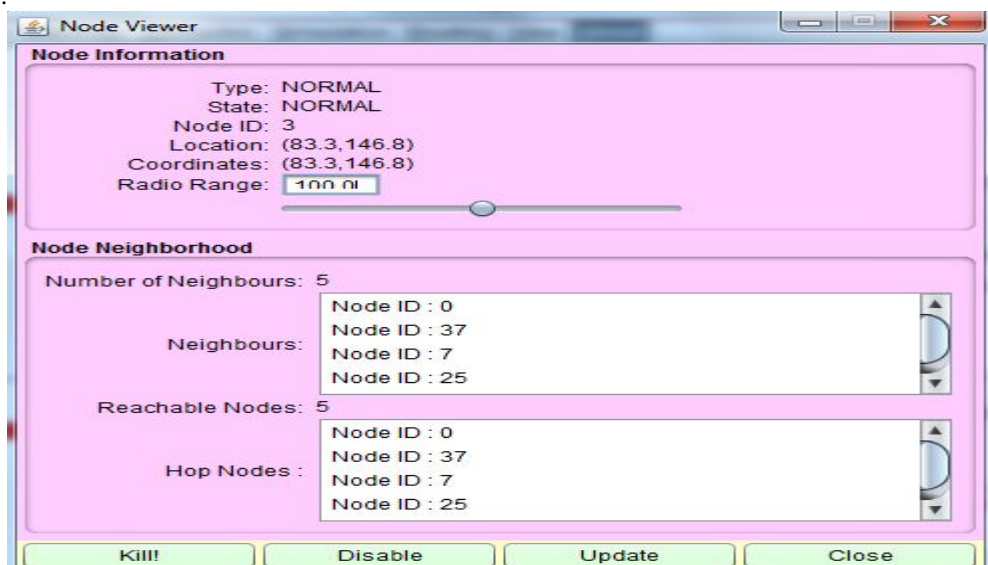 Node Viewer
Node Information
Type: NORMAL
State: NORMAL
Node ID: 3
Location: (83.3,146.8)
Coordinates: (83.3,146.8)
Radio Range: 100.0
Node Neighborhood
Number of Neighbours: 5
Neighbours:
Node ID : 0
Node ID : 37
Node ID : 7
Node ID : 25
Reachable Nodes: 5
Hop Nodes :
Node ID : 0
Node ID : 37
Node ID : 7
Node ID : 25
Kill! Disable Update Close